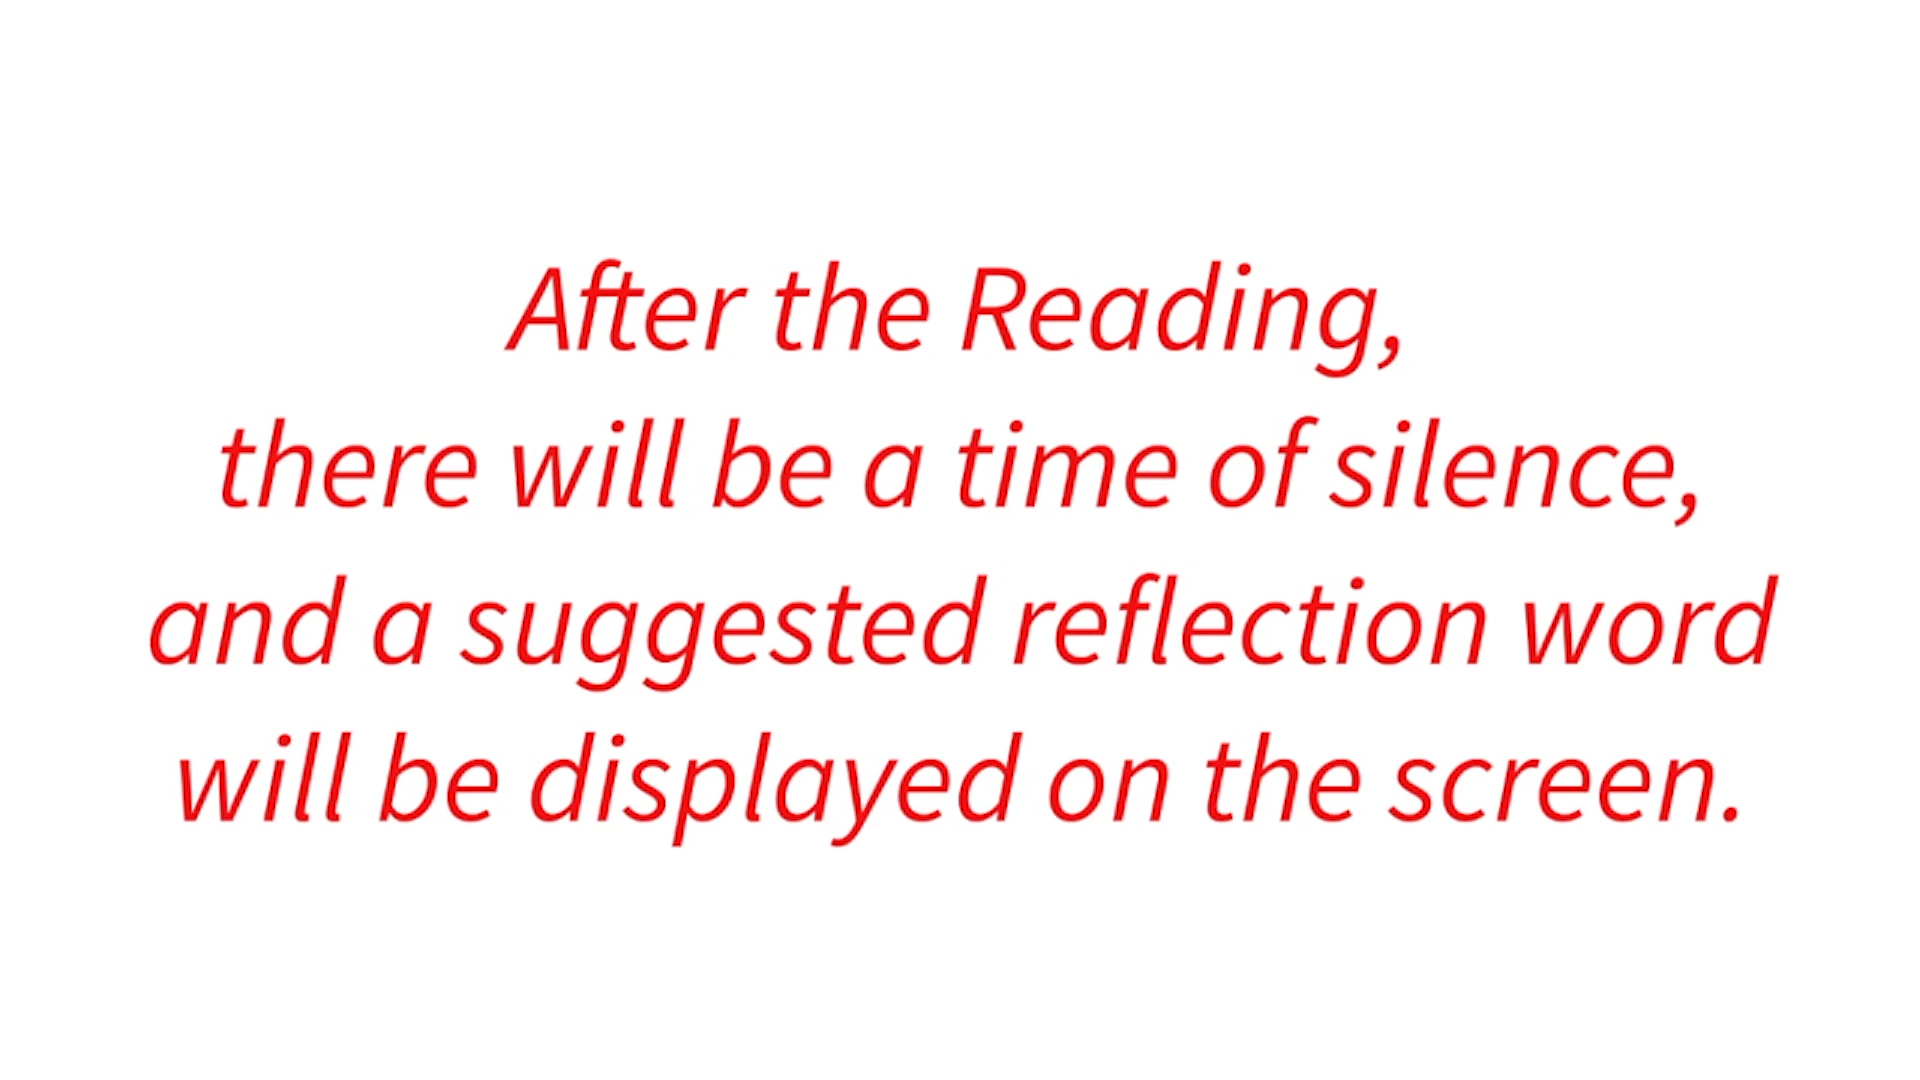 After the Reading,
there will be a time of silence,
and a suggested reflection word
will be displayed on the screen.